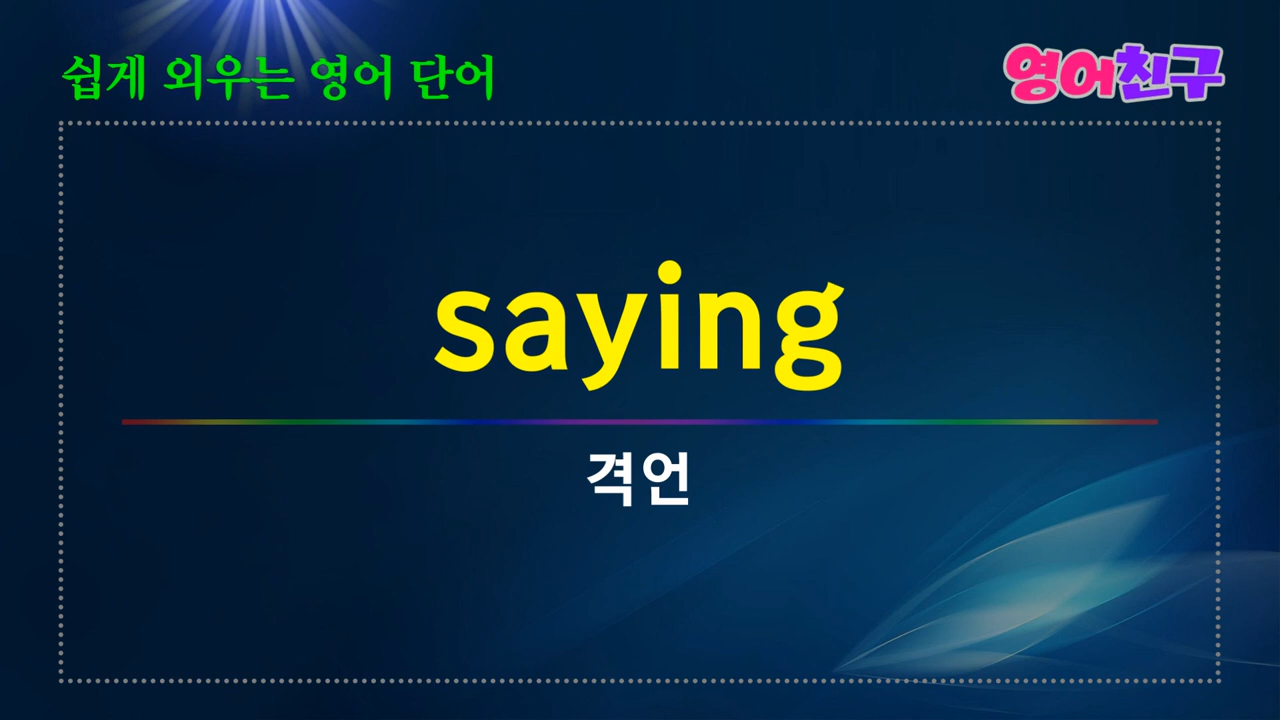 쉽게 외우는 영어 단어
영어친구
saying
격언